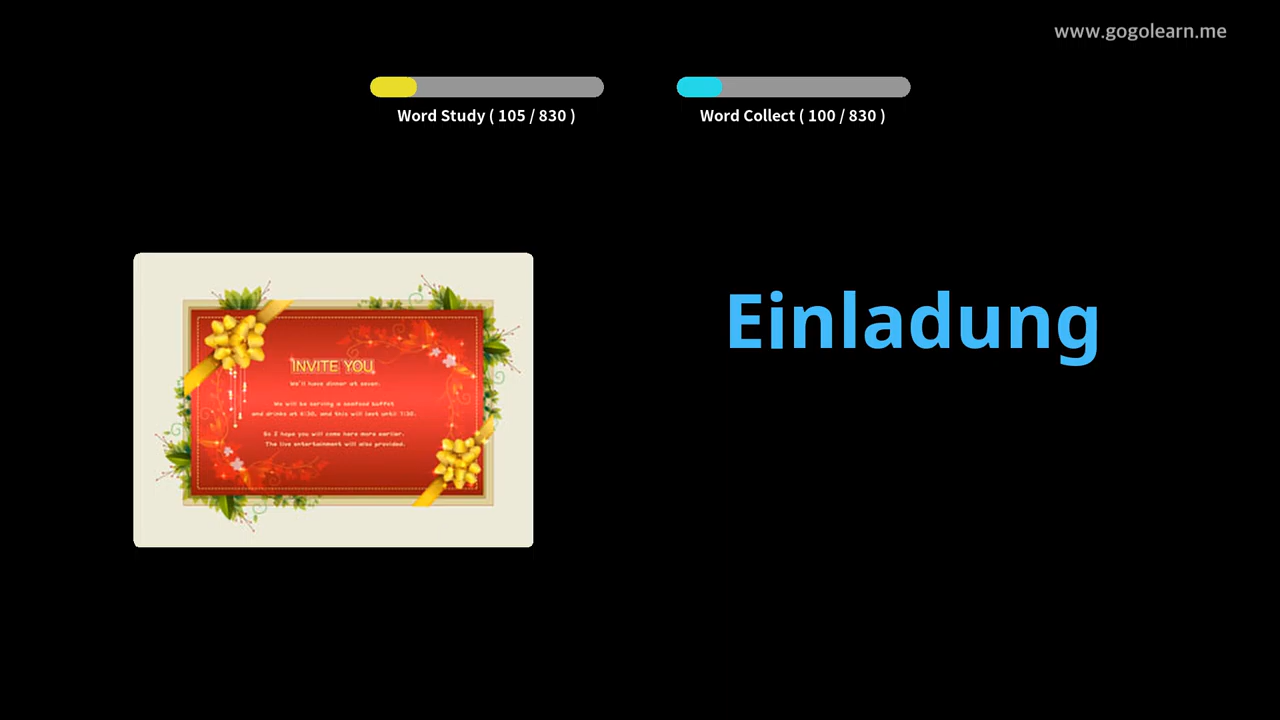 www.gogolearn.me
Word Study ( 105 / 830 )
Word Collect ( 100 / 830 )
INVITE YOU
We'll have dinner at seven.
We will be serving a seafood buffet
and drinks at 6:30, and this will last until 7:30.
So I hope you will come here more earlier.
The live entertainment will also provided.
Einladung